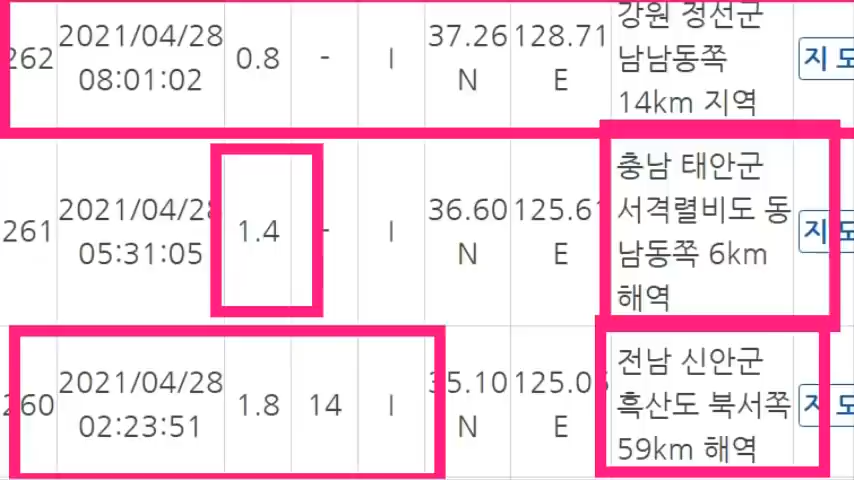 262 2021/04/28 08:01:02 0.8 - Ⅰ 37.26 N 128.71 E 강원 정선군 남남동쪽 14km 지역 지도
261 2021/04/28 05:31:05 1.4 - Ⅰ 36.60 N 125.61 E 충남 태안군 서격렬비도 동남동쪽 6km 해역 지도
260 2021/04/28 02:23:51 1.8 14 Ⅰ 35.10 N 125.05 E 전남 신안군 흑산도 북서쪽 59km 해역 지도